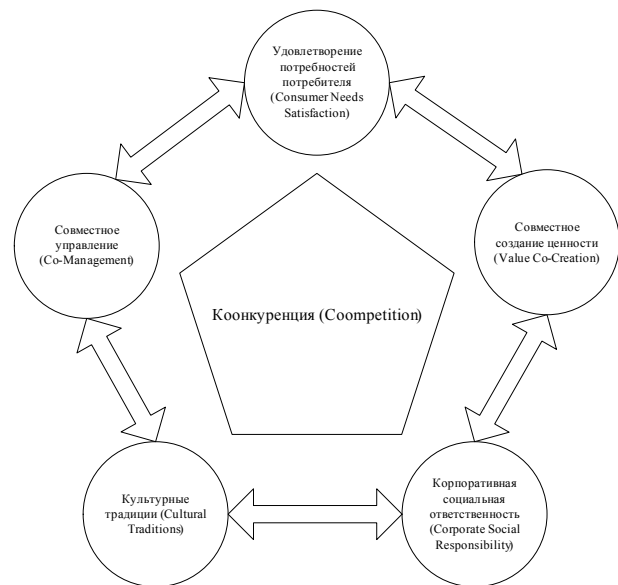 Удовлетворение
потребностей
потребителя
(Consumer Needs
Satisfaction)
Совместное
управление
(Co-Management)
Совместное
создание ценности
(Value Co-Creation)
Коонкуренция (Coompetition)
Культурные
традиции (Cultural
Traditions)
Корпоративная
социальная
ответственность
(Corporate Social
Responsibility)